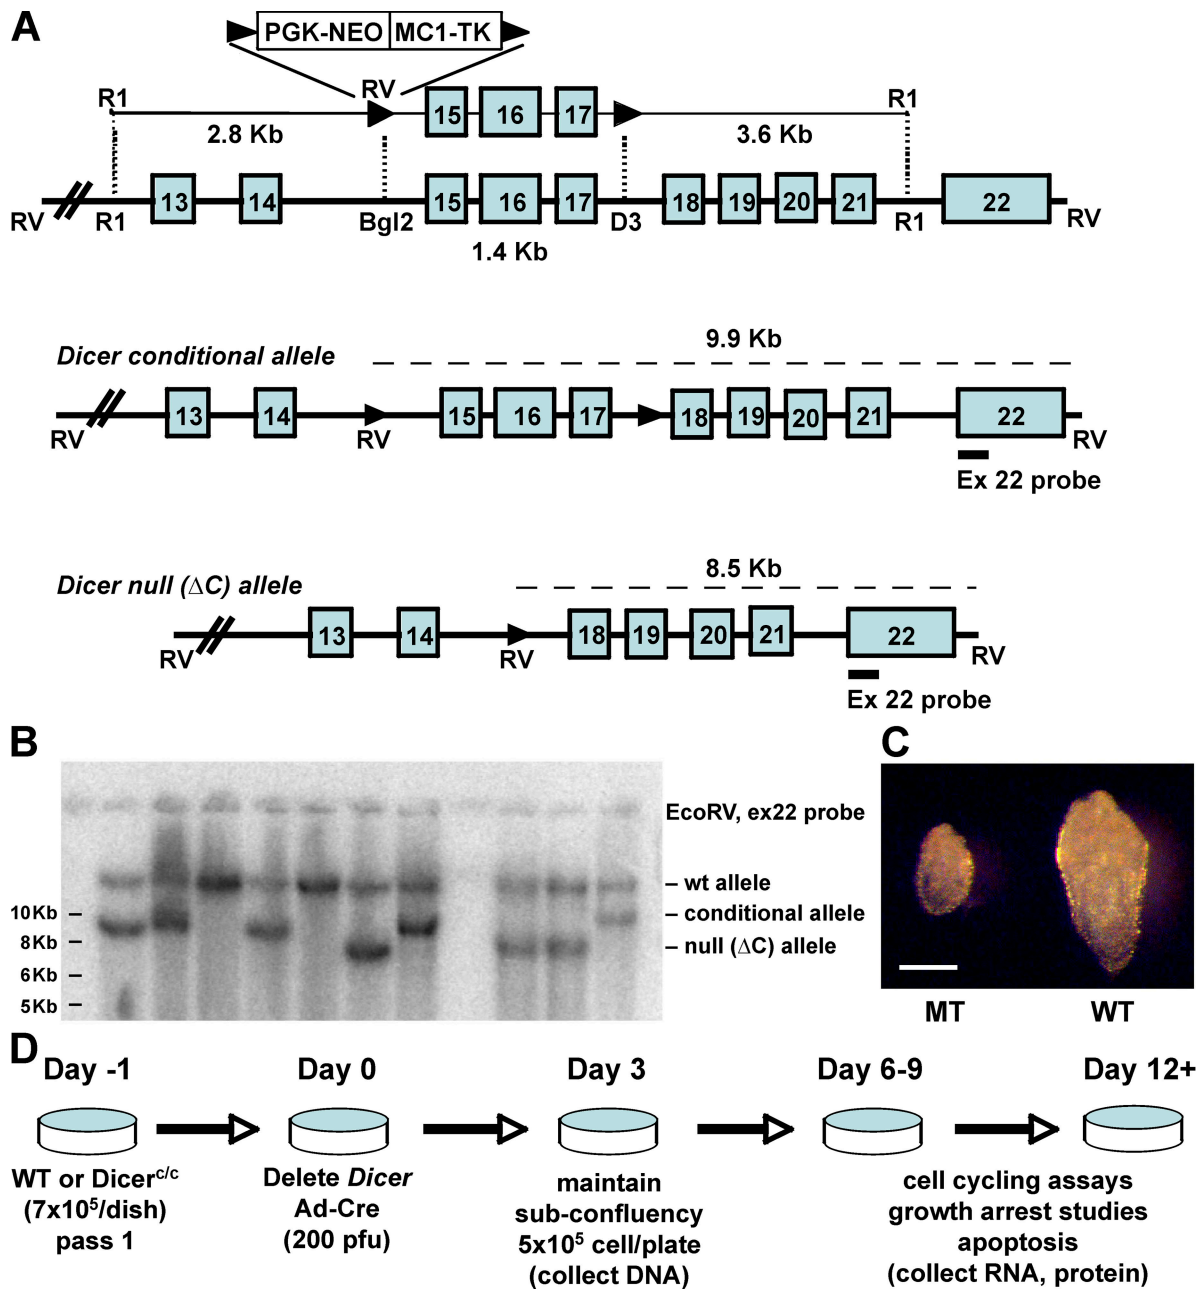 A
PGK-NEO MC1-TK
RV
R1 15 16 17 R1
2.8 Kb 3.6 Kb
13 14 15 16 17 18 19 20 21 22
RV R1 Bgl2 D3 R1 RV
1.4 Kb
Dicer conditional allele
9.9 Kb
13 14 15 16 17 18 19 20 21 22
RV RV RV
Ex 22 probe
Dicer null (ΔC) allele
8.5 Kb
13 14 18 19 20 21 22
RV RV RV
Ex 22 probe
B
EcoRV, ex22 probe
wt allele
10Kb conditional allele
8Kb null (ΔC) allele
6Kb
5Kb
C
MT WT
D
Day -1 Day 0 Day 3 Day 6-9 Day 12+
WT or Dicerᶜ/ᶜ
(7x10⁵/dish)
pass 1
Delete Dicer
Ad-Cre
(200 pfu)
maintain
sub-confluency
5x10⁵ cell/plate
(collect DNA)
cell cycling assays
growth arrest studies
apoptosis
(collect RNA, protein)